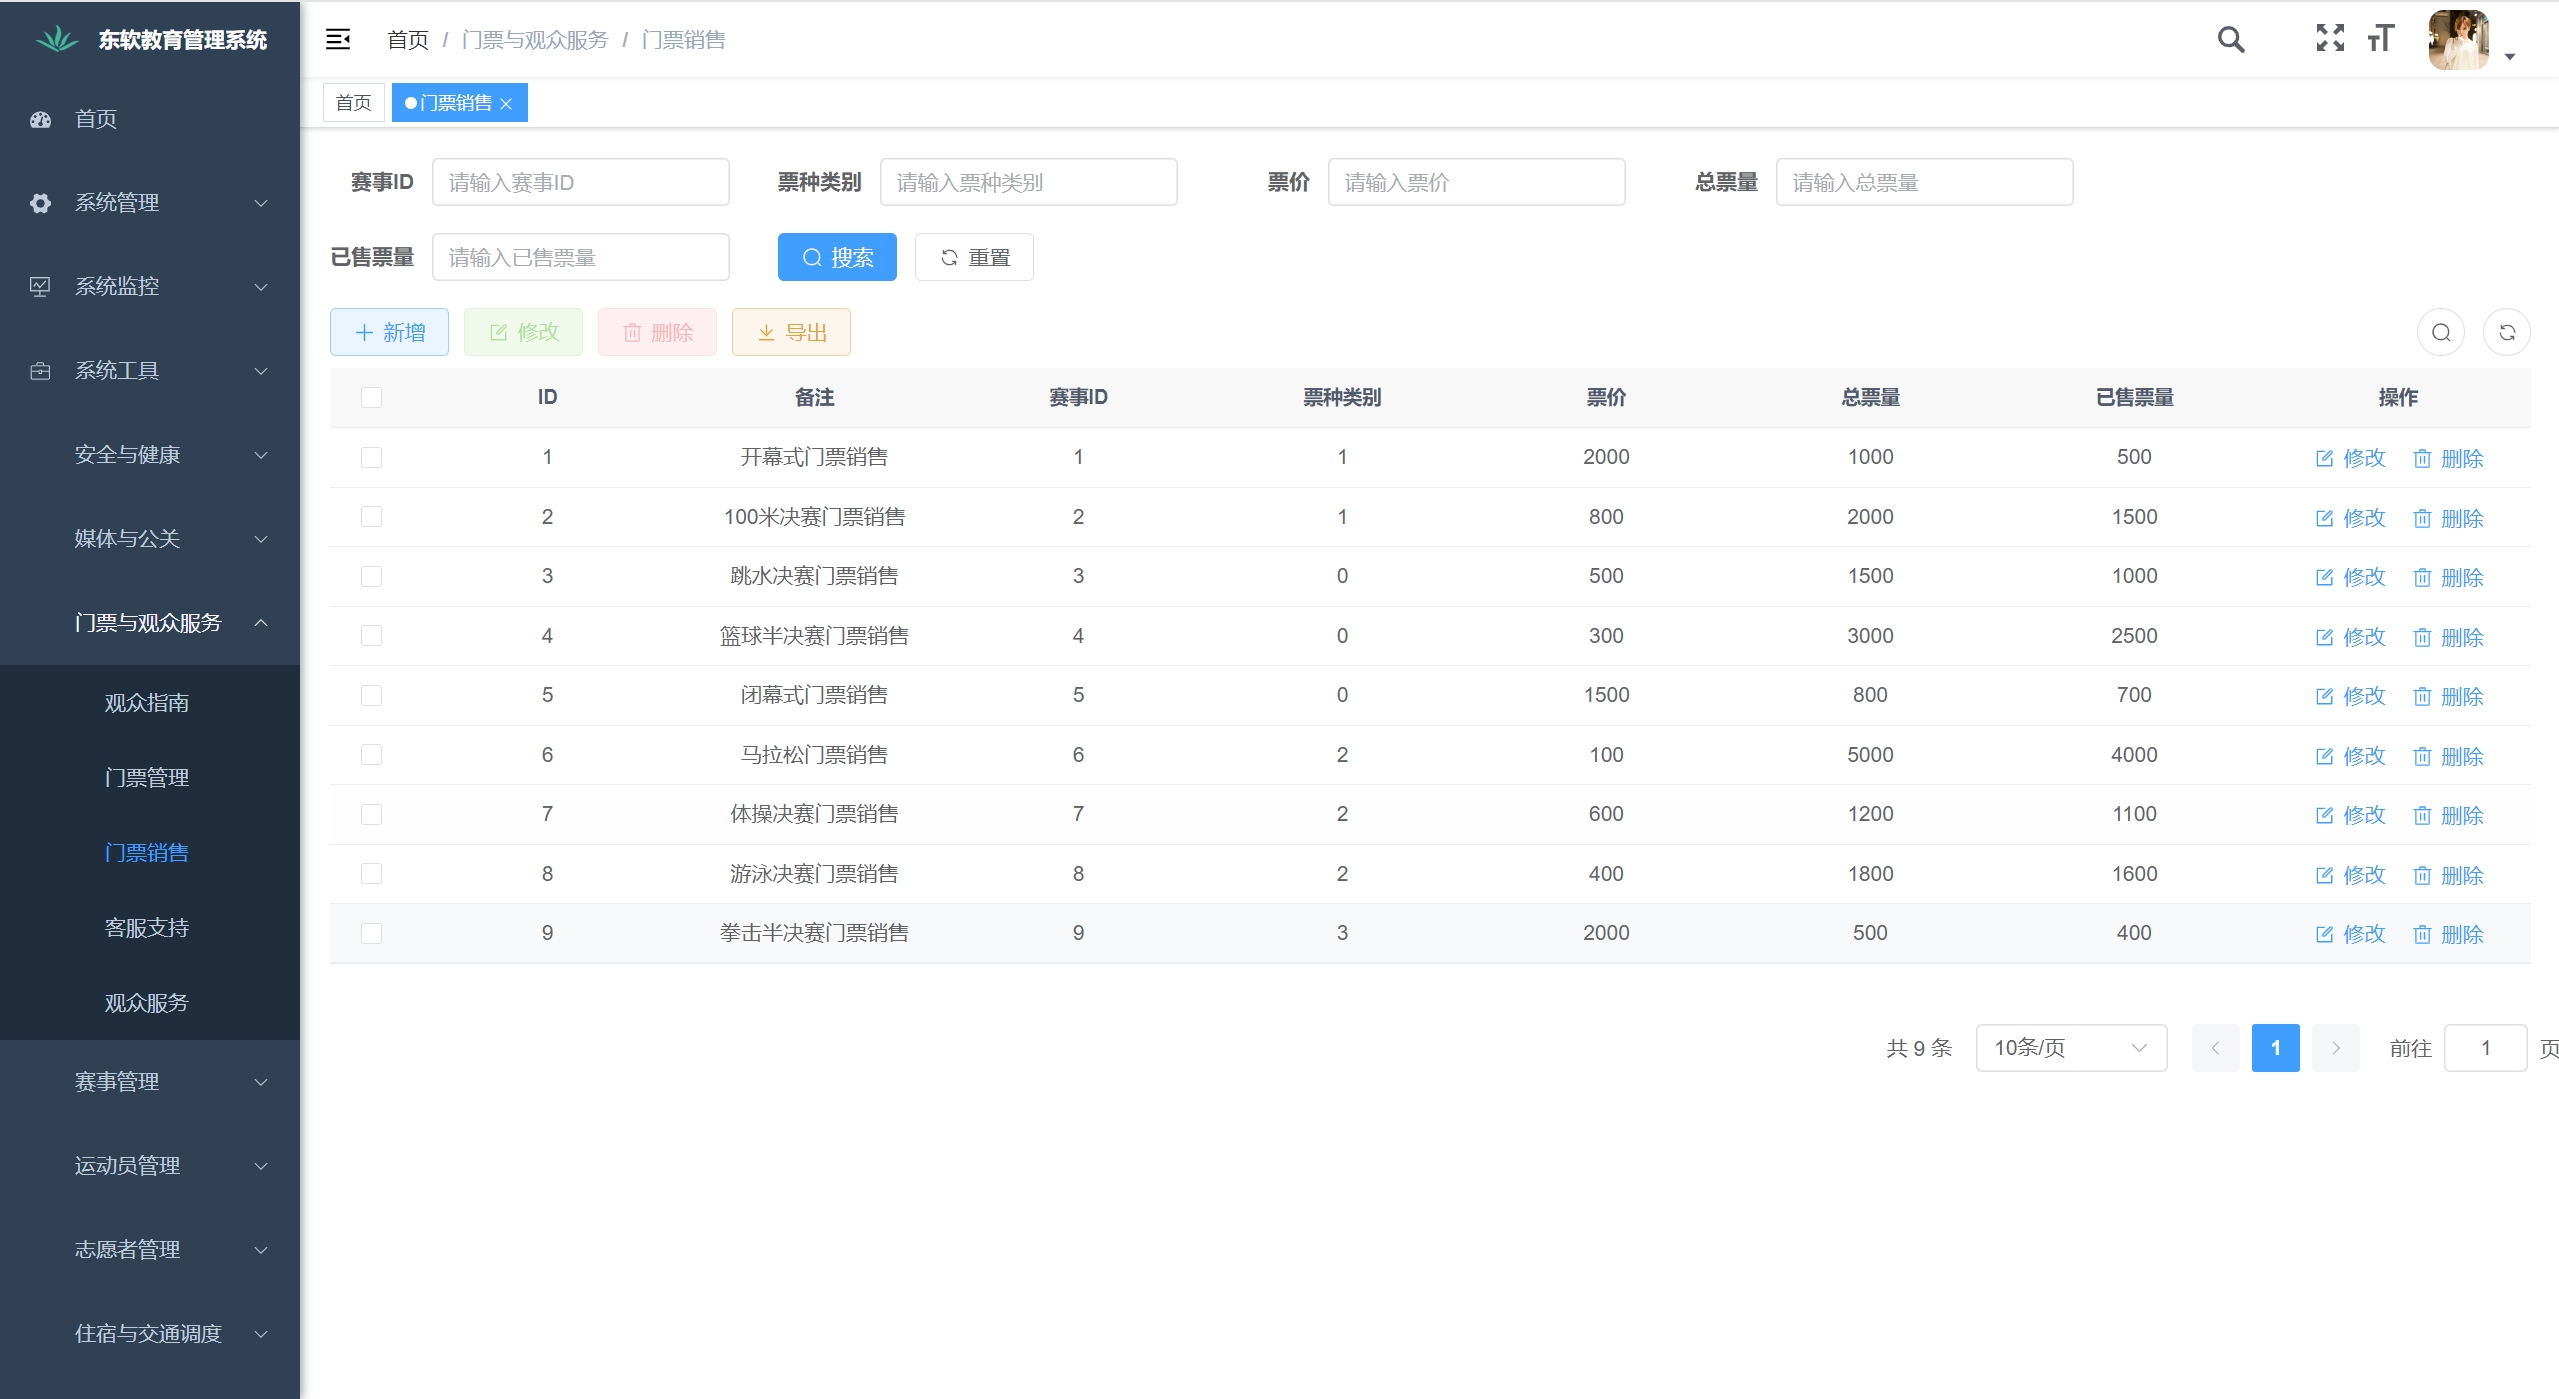 东软教育管理系统
首页
系统管理
系统监控
系统工具
安全与健康
媒体与公关
门票与观众服务
观众指南
门票管理
门票销售
客服支持
观众服务
赛事管理
运动员管理
志愿者管理
住宿与交通调度
首页 / 门票与观众服务 / 门票销售
首页 门票销售
赛事ID 请输入赛事ID 票种类别 请输入票种类别 票价 请输入票价 总票量 请输入总票量
已售票量 请输入已售票量 搜索 重置
新增 修改 删除 导出
ID 备注 赛事ID 票种类别 票价 总票量 已售票量 操作
1 开幕式门票销售 1 1 2000 1000 500 修改 删除
2 100米决赛门票销售 2 1 800 2000 1500 修改 删除
3 跳水决赛门票销售 3 0 500 1500 1000 修改 删除
4 篮球半决赛门票销售 4 0 300 3000 2500 修改 删除
5 闭幕式门票销售 5 0 1500 800 700 修改 删除
6 马拉松门票销售 6 2 100 5000 4000 修改 删除
7 体操决赛门票销售 7 2 600 1200 1100 修改 删除
8 游泳决赛门票销售 8 2 400 1800 1600 修改 删除
9 拳击半决赛门票销售 9 3 2000 500 400 修改 删除
共 9 条 10条/页 1 前往 1 页